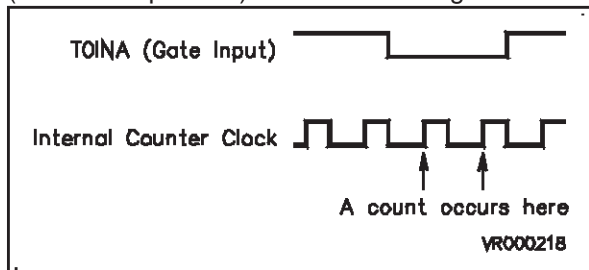 T0INA (Gate Input)
Internal Counter Clock
A count occurs here
VR000218